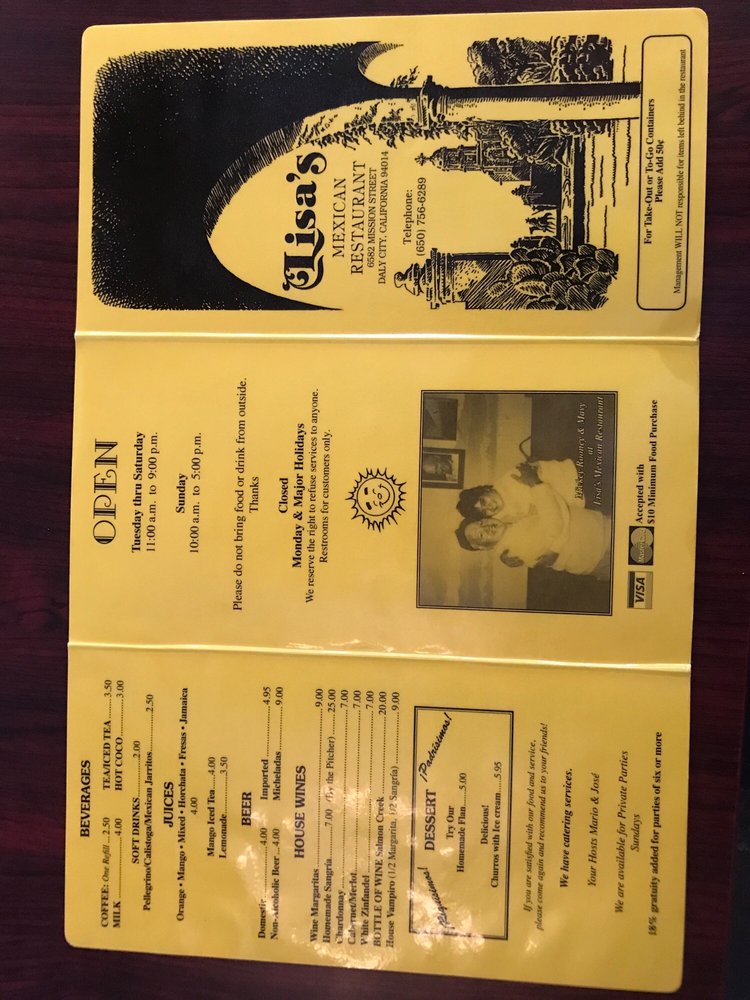 BEVERAGES
COFFEE: One Refill ...2.50 TEA/ICED TEA.....3.50
MILK ..................4.00 HOT COCO............3.00
SOFT DRINKS ..........2.00
Pellegrino/Calistoga/Mexican Jarritos............2.50
JUICES
Orange • Mango • Mixed • Horchata • Fresas • Jamaica
4.00
Mango Iced Tea....4.00
Lemonade............3.50
BEER
Domestic..............4.00 Imported ..............4.95
Non-Alcoholic Beer ...4.00 Micheladas.............9.00
HOUSE WINES
Wine Margaritas ..............9.00
Homemade Sangria..........7.00 (By the Pitcher) ......25.00
Chardonnay..............7.00
Cabernet/Merlot..............7.00
White Zinfandel..............7.00
BOTTLE OF WINE Salmon Creek ..............20.00
House Vampiro (1/2 Margarita, 1/2 Sangria)..............9.00
¡Riquisimos! DESSERT ¡Padrisimos!
Try Our
Homemade Flan......5.00
Delicious!
Churros with Ice cream....5.95
If you are satisfied with our food and service,
please come again and recommend us to your friends!
We have catering services.
Your Hosts Mario & José
We are available for Private Parties
Sundays
18% gratuity added for parties of six or more
OPEN
Tuesday thru Saturday
11:00 a.m. to 9:00 p.m.
Sunday
10:00 a.m. to 5:00 p.m.
Please do not bring food or drink from outside.
Thanks
Closed
Monday & Major Holidays
We reserve the right to refuse services to anyone.
Restrooms for customers only.
Mickey Rooney & Mary
at
Lisa's Mexican Restaurant
VISA MasterCard Accepted with
$10 Minimum Food Purchase
Lisa's
MEXICAN
RESTAURANT
6582 MISSION STREET
DALY CITY, CALIFORNIA 94014
Telephone:
(650) 756-6289
For Take-Out or To-Go Containers
Please Add 50¢
Management WILL NOT responsible for items left behind in the restaurant